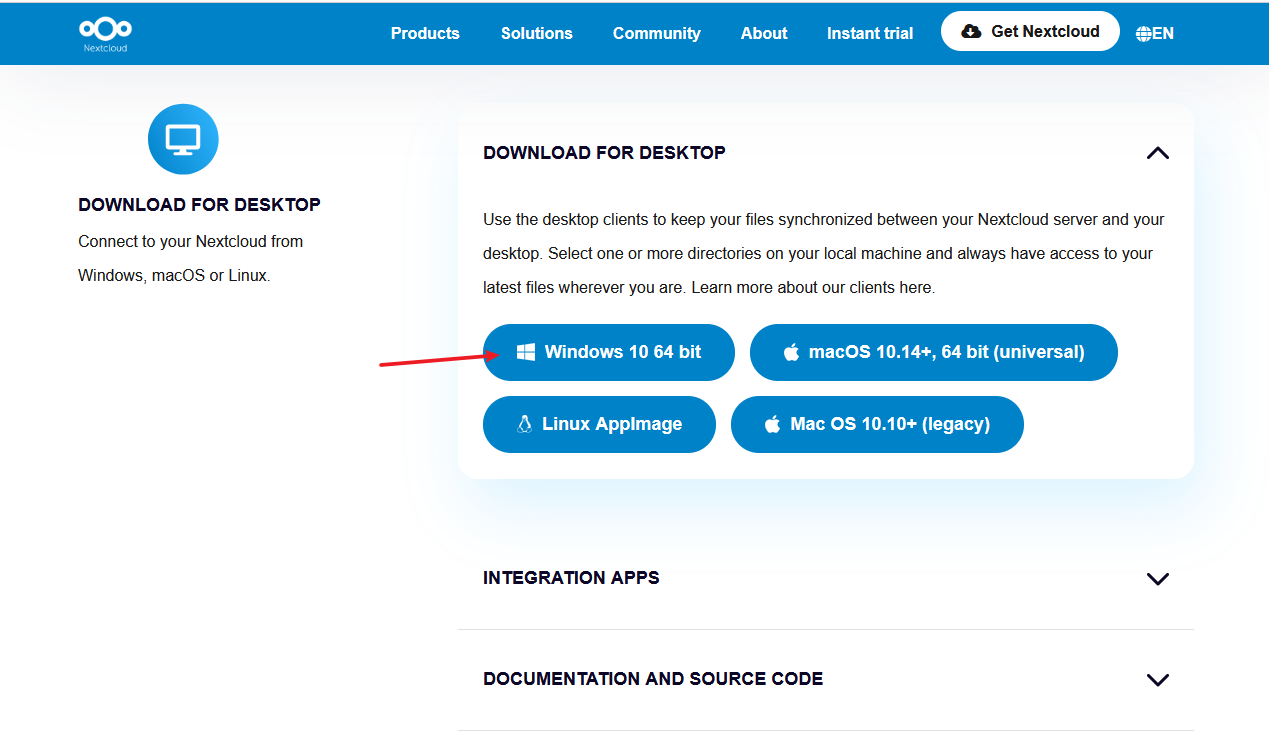 Nextcloud
Products Solutions Community About Instant trial Get Nextcloud EN
DOWNLOAD FOR DESKTOP
Connect to your Nextcloud from
Windows, macOS or Linux.
DOWNLOAD FOR DESKTOP
Use the desktop clients to keep your files synchronized between your Nextcloud server and your
desktop. Select one or more directories on your local machine and always have access to your
latest files wherever you are. Learn more about our clients here.
Windows 10 64 bit
macOS 10.14+, 64 bit (universal)
Linux AppImage
Mac OS 10.10+ (legacy)
INTEGRATION APPS
DOCUMENTATION AND SOURCE CODE